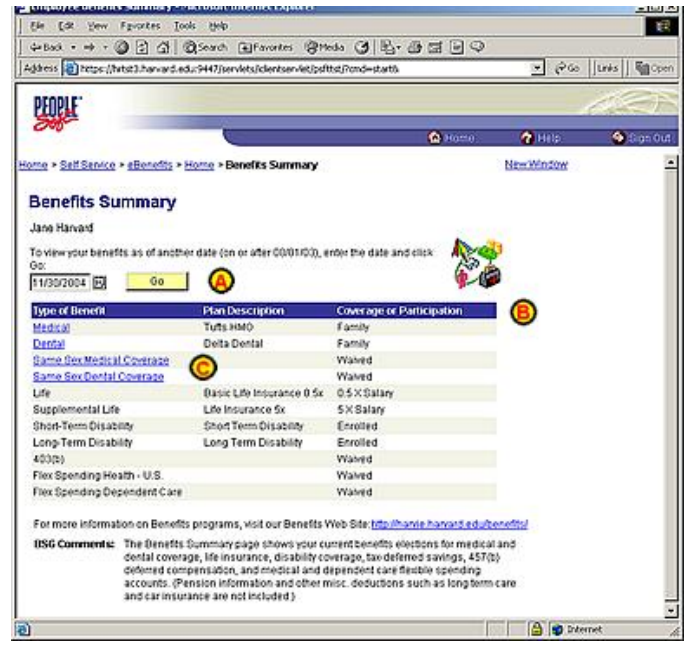 Employee Benefits Summary - Microsoft Internet Explorer
File Edit View Favorites Tools Help
Back Search Favorites Media
Address https://hrtst3.harvard.edu:9447/servlets/iclientservlet/psfttst/?cmd=start& Go Links Open
PEOPLE
Soft
Home Help Sign Out
Home > Self Service > eBenefits > Home > Benefits Summary New Window
Benefits Summary
Jane Harvard
To view your benefits as of another date (on or after 08/01/03), enter the date and click
Go:
11/30/2004 Go A
Type of Benefit Plan Description Coverage or Participation B
Medical Tufts HMO Family
Dental Delta Dental Family
Same Sex Medical Coverage Waived
C
Same Sex Dental Coverage Waived
Life Basic Life Insurance 0.5x 0.5 X Salary
Supplemental Life Life Insurance 5x 5 X Salary
Short-Term Disability Short Term Disability Enrolled
Long-Term Disability Long Term Disability Enrolled
403(b) Waived
Flex Spending Health - U.S. Waived
Flex Spending Dependent Care Waived
For more information on Benefits programs, visit our Benefits Web Site: http://harvie.harvard.edu/benefits/
BSG Comments: The Benefits Summary page shows your current benefits elections for medical and
dental coverage, life insurance, disability coverage, tax deferred savings, 457(b)
deferred compensation, and medical and dependent care flexible spending
accounts. (Pension information and other misc. deductions such as long term care
and car insurance are not included.)
Internet